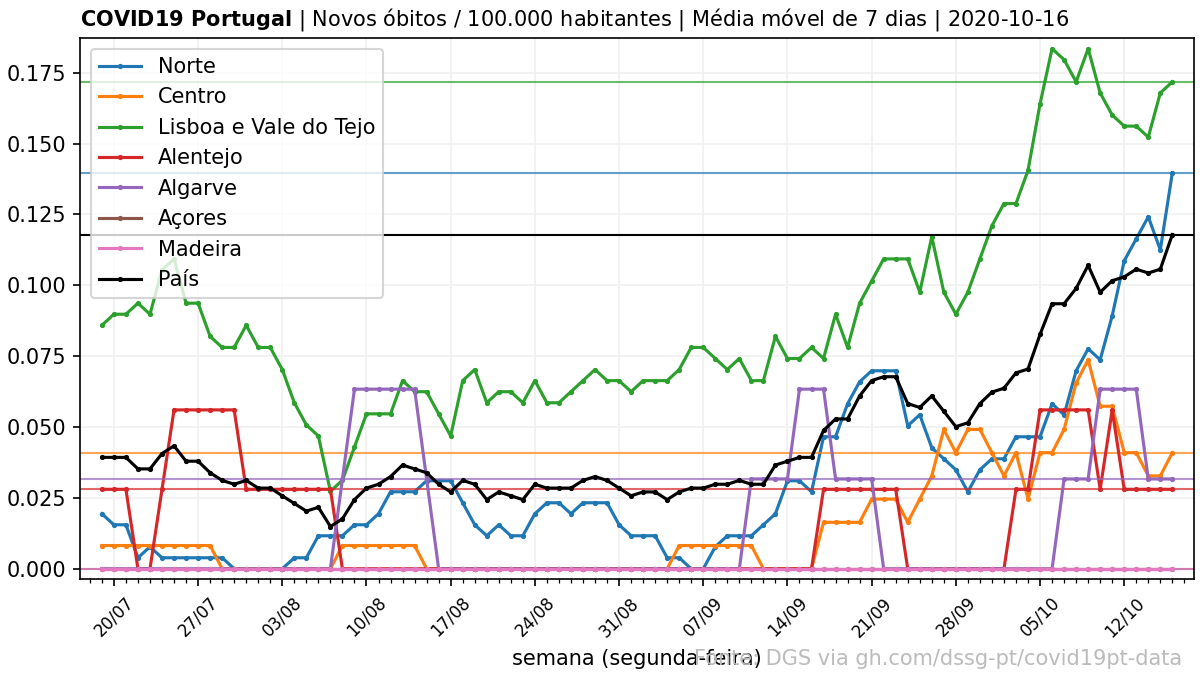 COVID19 Portugal | Novos óbitos / 100.000 habitantes | Média móvel de 7 dias | 2020-10-16
0.175
0.150
0.125
0.100
0.075
0.050
0.025
0.000
Norte
Centro
Lisboa e Vale do Tejo
Alentejo
Algarve
Açores
Madeira
País
20/07 27/07 03/08 10/08 17/08 24/08 31/08 07/09 14/09 21/09 28/09 05/10 12/10
semana (segunda-feira)
Fonte: DGS via gh.com/dssg-pt/covid19pt-data